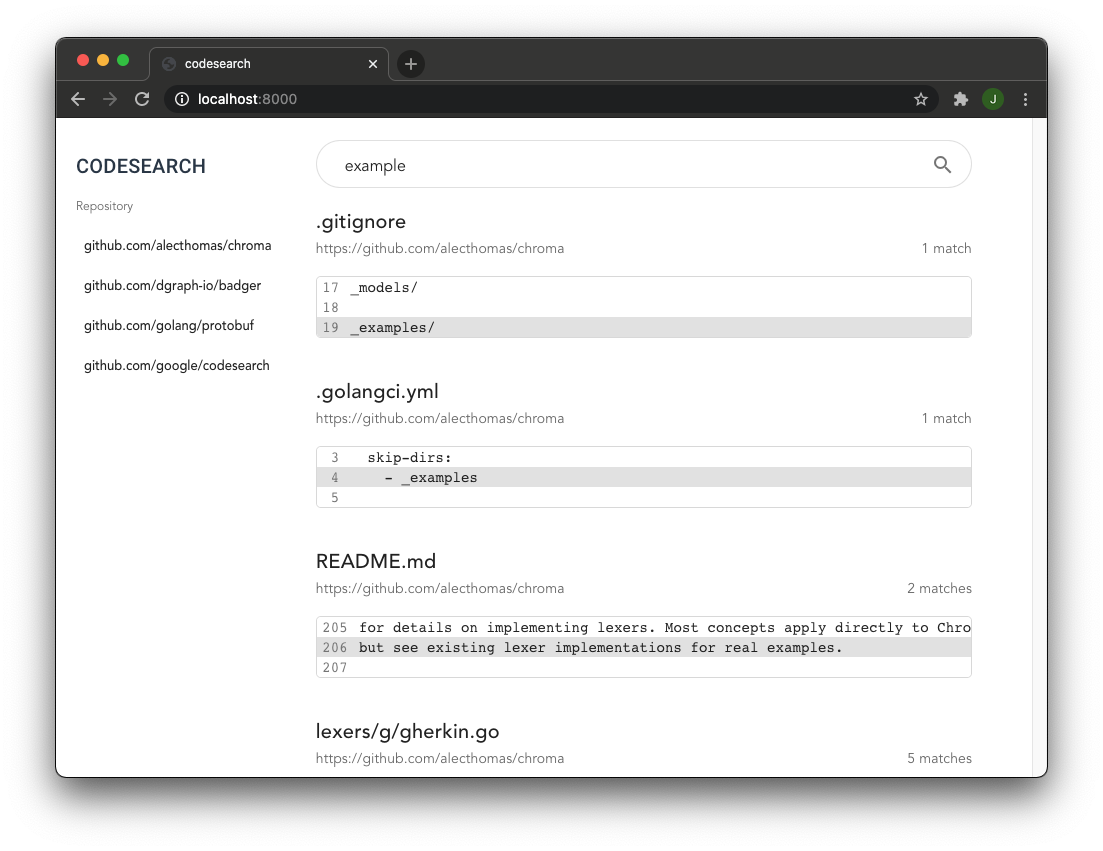 codesearch
localhost:8000
J
CODESEARCH
example
Repository
github.com/alecthomas/chroma
github.com/dgraph-io/badger
github.com/golang/protobuf
github.com/google/codesearch
.gitignore
https://github.com/alecthomas/chroma 1 match
17 _models/
18
19 _examples/
.golangci.yml
https://github.com/alecthomas/chroma 1 match
3 skip-dirs:
4 - _examples
5
README.md
https://github.com/alecthomas/chroma 2 matches
205 for details on implementing lexers. Most concepts apply directly to Chro
206 but see existing lexer implementations for real examples.
207
lexers/g/gherkin.go
https://github.com/alecthomas/chroma 5 matches